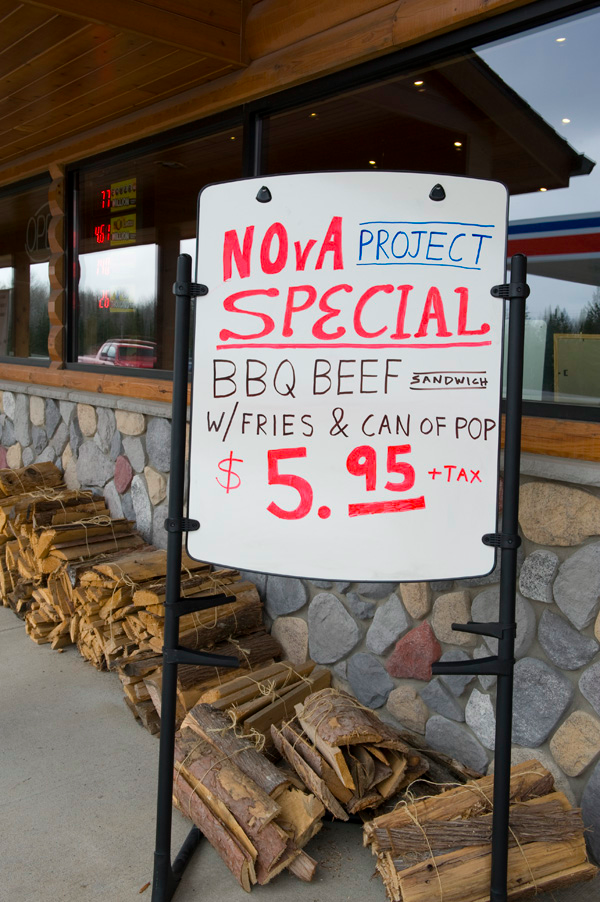 NOvA PROJECT
SPECIAL
BBQ BEEF SANDWICH
W/FRIES & CAN OF POP
$ 5.95 +TAX